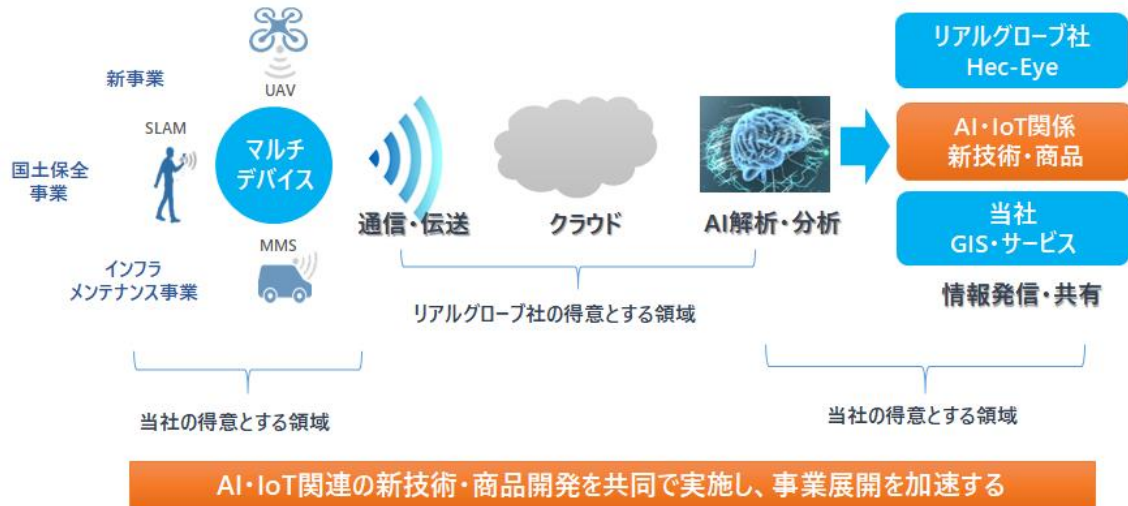 新事業
UAV
SLAM
国土保全
事業
マルチ
デバイス
MMS
インフラ
メンテナンス事業
通信・伝送
クラウド
AI解析・分析
リアルグローブ社
Hec-Eye
AI・IoT関係
新技術・商品
当社
GIS・サービス
情報発信・共有
リアルグローブ社の得意とする領域
当社の得意とする領域
当社の得意とする領域
AI・IoT関連の新技術・商品開発を共同で実施し、事業展開を加速する